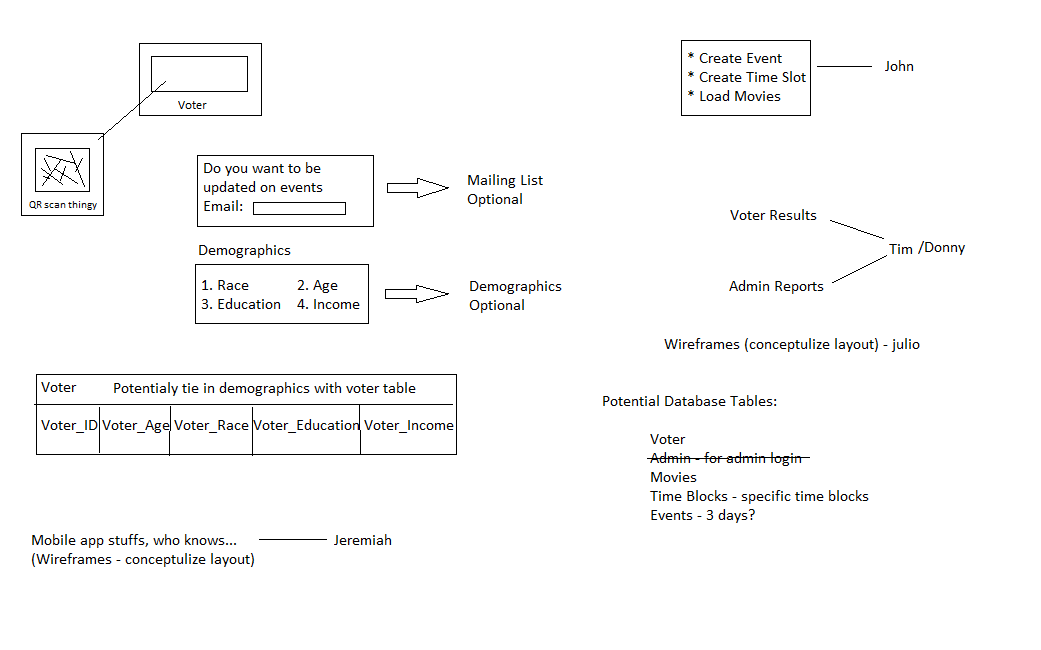 Voter
QR scan thingy
Do you want to be
updated on events
Email:
Mailing List
Optional
Demographics
1. Race 2. Age
3. Education 4. Income
Demographics
Optional
Voter Potentialy tie in demographics with voter table
Voter_ID Voter_Age Voter_Race Voter_Education Voter_Income
Mobile app stuffs, who knows... Jeremiah
(Wireframes - conceptulize layout)
* Create Event
* Create Time Slot
* Load Movies
John
Voter Results
Tim /Donny
Admin Reports
Wireframes (conceptulize layout) - julio
Potential Database Tables:
Voter
Admin - for admin login
Movies
Time Blocks - specific time blocks
Events - 3 days?